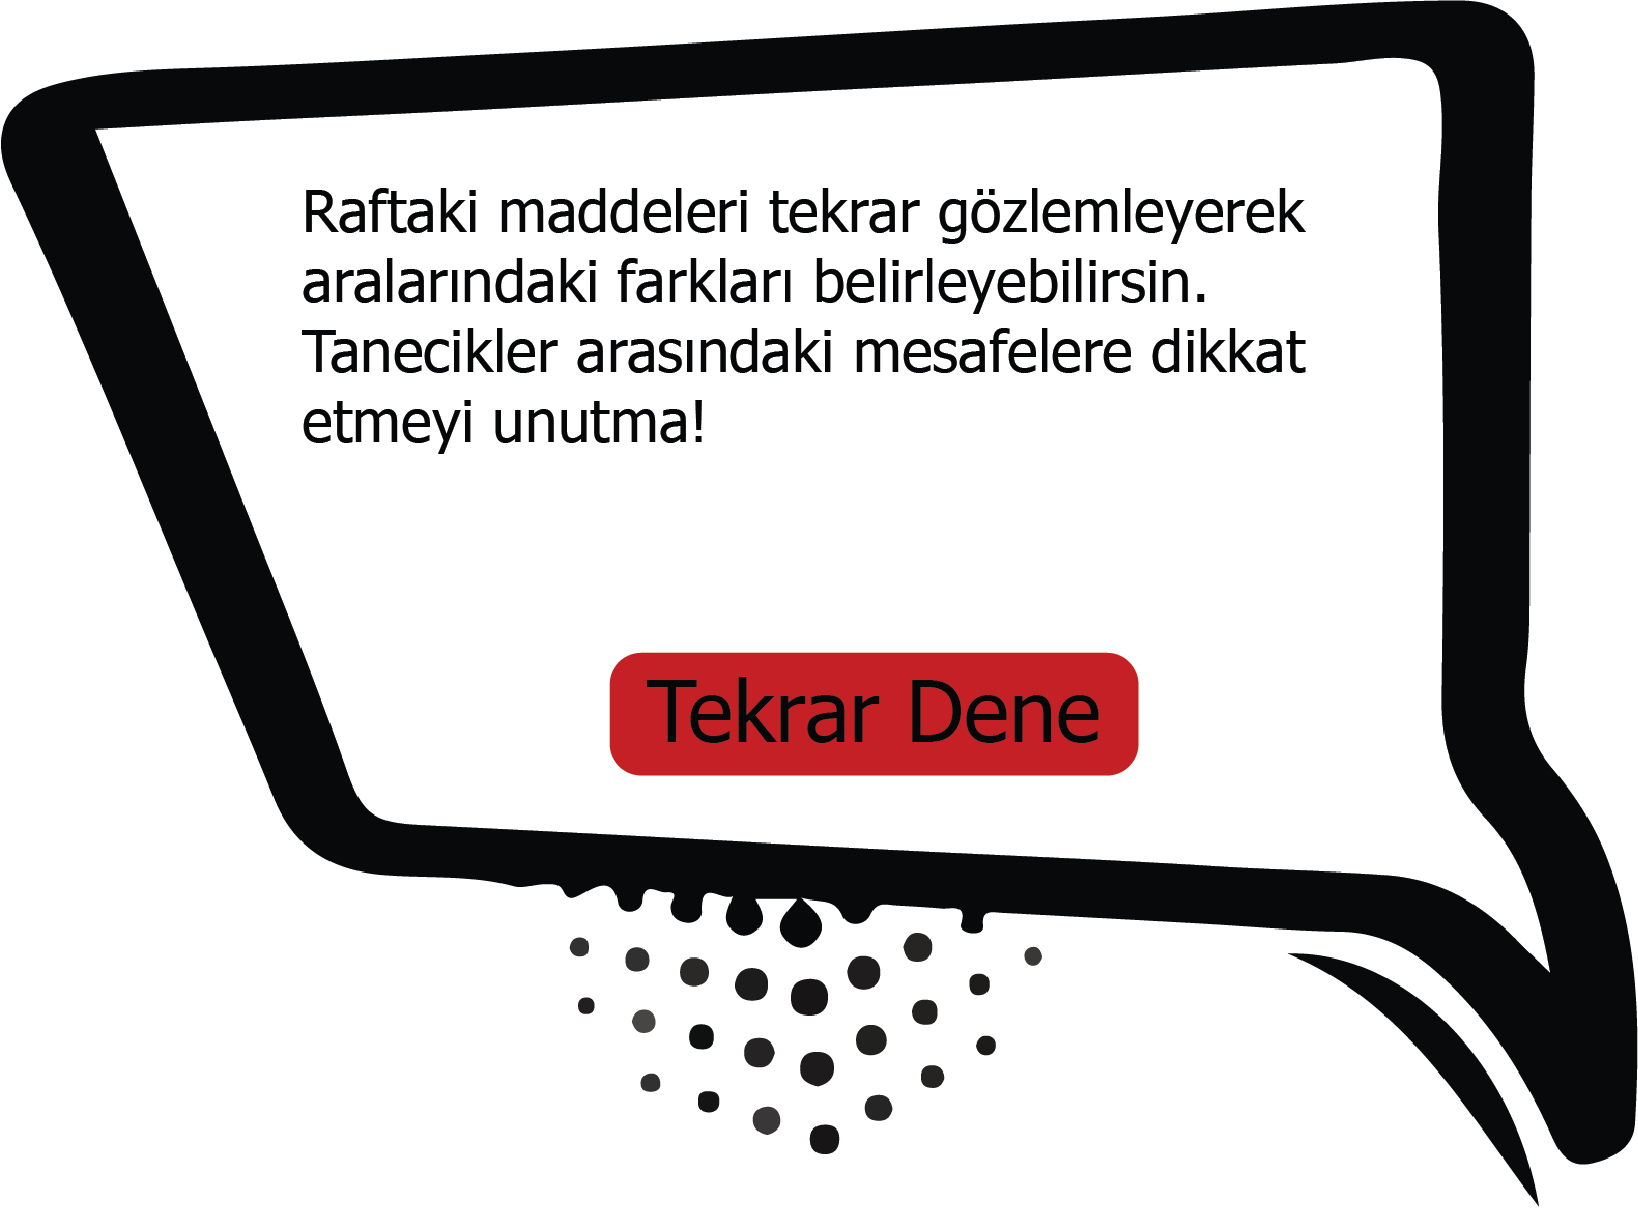 Raftaki maddeleri tekrar gözlemleyerek
aralarındaki farkları belirleyebilirsin.
Tanecikler arasındaki mesafelere dikkat
etmeyi unutma!
Tekrar Dene